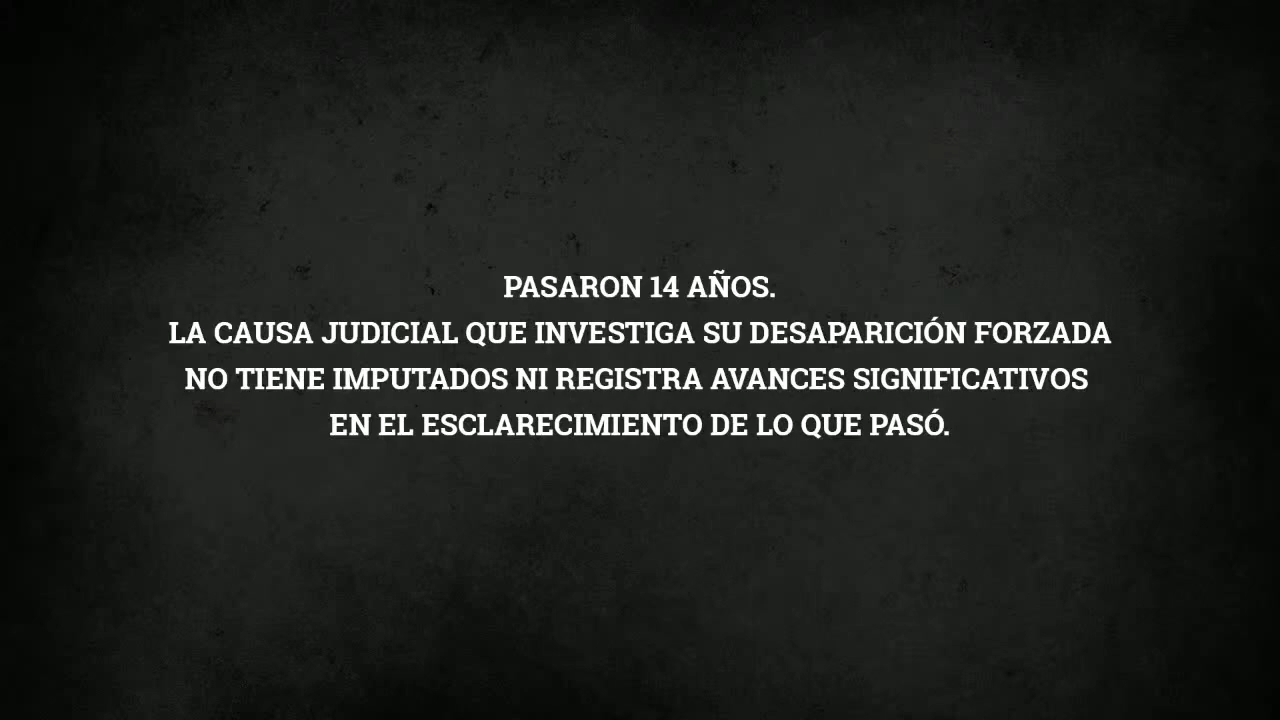 PASARON 14 AÑOS.
LA CAUSA JUDICIAL QUE INVESTIGA SU DESAPARICIÓN FORZADA
NO TIENE IMPUTADOS NI REGISTRA AVANCES SIGNIFICATIVOS
EN EL ESCLARECIMIENTO DE LO QUE PASÓ.